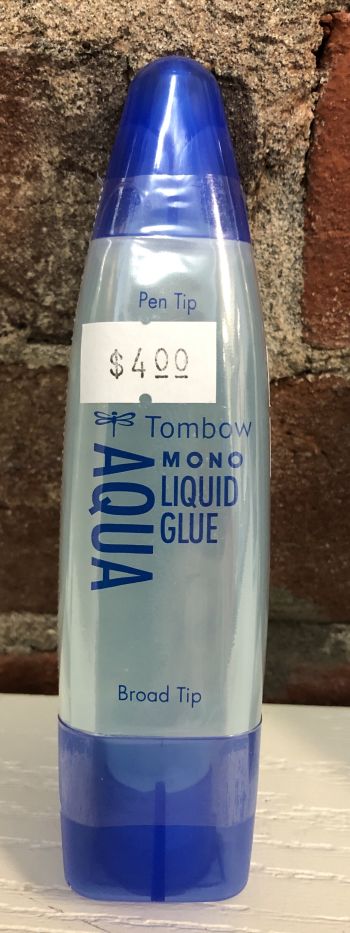 Pen Tip
$4.00
Tombow
AQUA
MONO
LIQUID
GLUE
Broad Tip